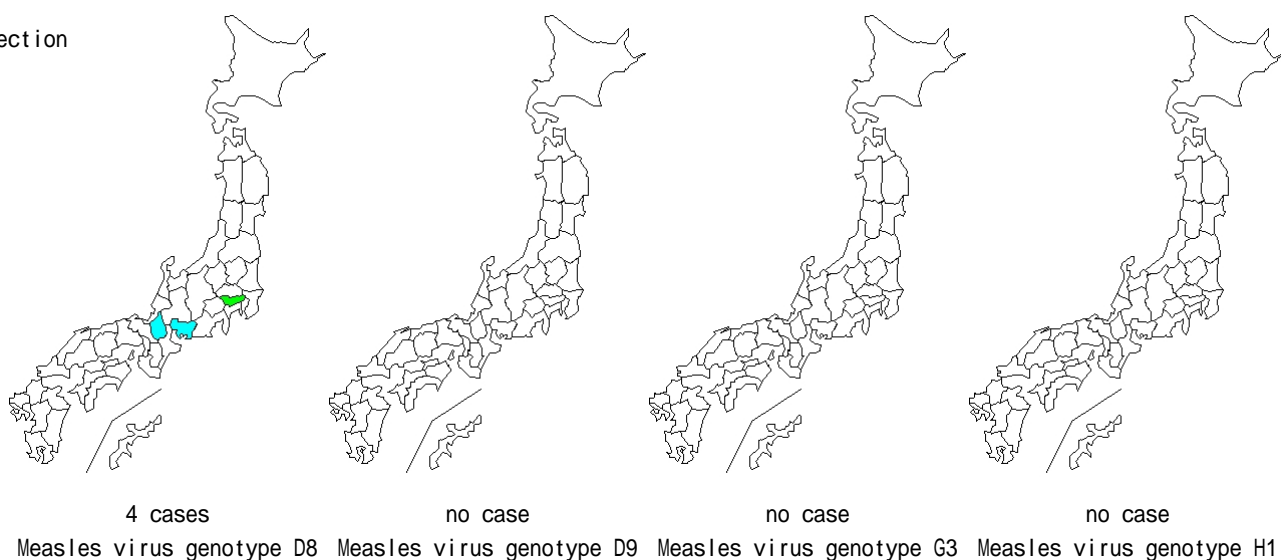 ection
4 cases
no case
no case
no case
Measles virus genotype D8
Measles virus genotype D9
Measles virus genotype G3
Measles virus genotype H1